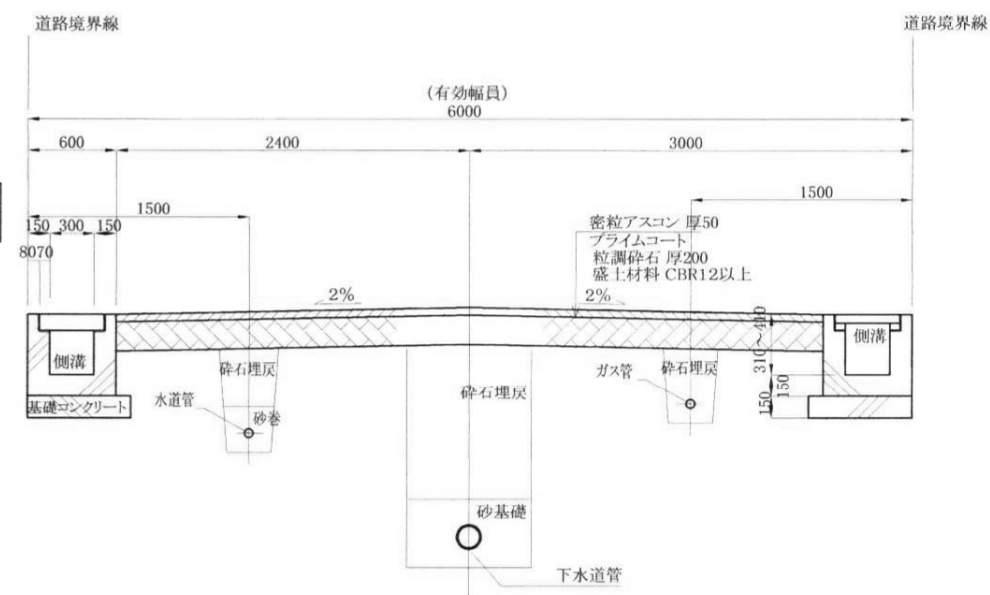 道路境界線
道路境界線
(有効幅員)
6000
600
2400
3000
1500
1500
150
300
150
8070
密粒アスコン 厚50
プライムコート
粒調砕石 厚200
盛土材料 CBR12以上
2%
2%
側溝
側溝
310～410
150
150
砕石埋戻
砕石埋戻
砕石埋戻
ガス管
水道管
砂巻
基礎コンクリート
砂基礎
下水道管